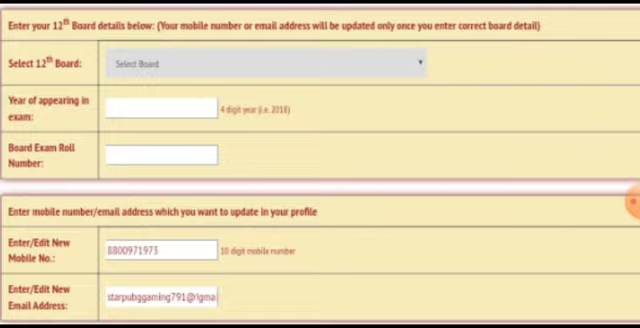 Enter your 12th Board details below: (Your mobile number or email address will be updated only once you enter correct board detail)
Select 12th Board:
Select Board
Year of appearing in
exam:
4 digit year (i.e. 2018)
Board Exam Roll
Number:
Enter mobile number/email address which you want to update in your profile
Enter/Edit New
Mobile No.:
8800971973
10 digit mobile number
Enter/Edit New
Email Address:
starpubggaming791@igmai